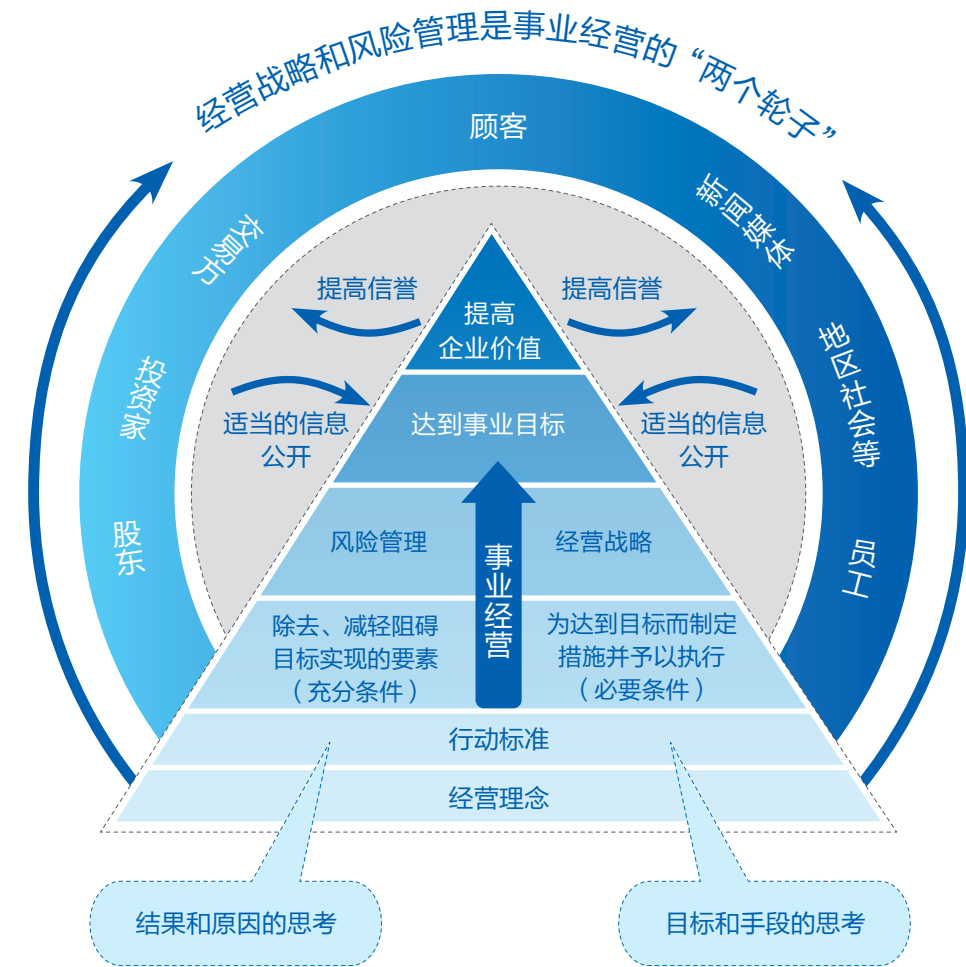 经营战略和风险管理是事业经营的“两个轮子”
顾客
交易方
新闻媒体
投资家
地区社会等
股东
员工
提高信誉
提高信誉
提高
企业价值
适当的信息
公开
达到事业目标
适当的信息
公开
风险管理
经营战略
事业经营
除去、减轻阻碍
目标实现的要素
（充分条件）
为达到目标而制定
措施并予以执行
（必要条件）
行动标准
经营理念
结果和原因的思考
目标和手段的思考